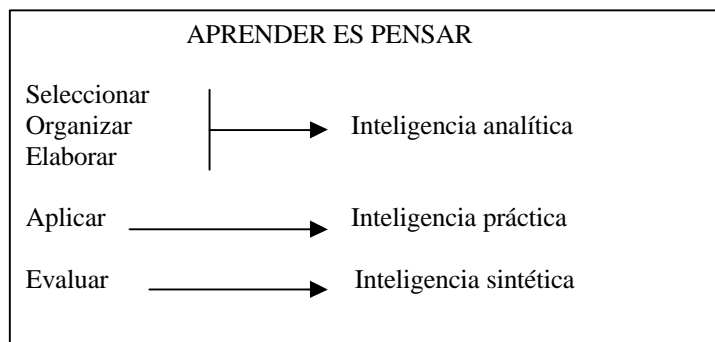 APRENDER ES PENSAR
Seleccionar
Organizar
Elaborar
Inteligencia analítica
Aplicar
Inteligencia práctica
Evaluar
Inteligencia sintética